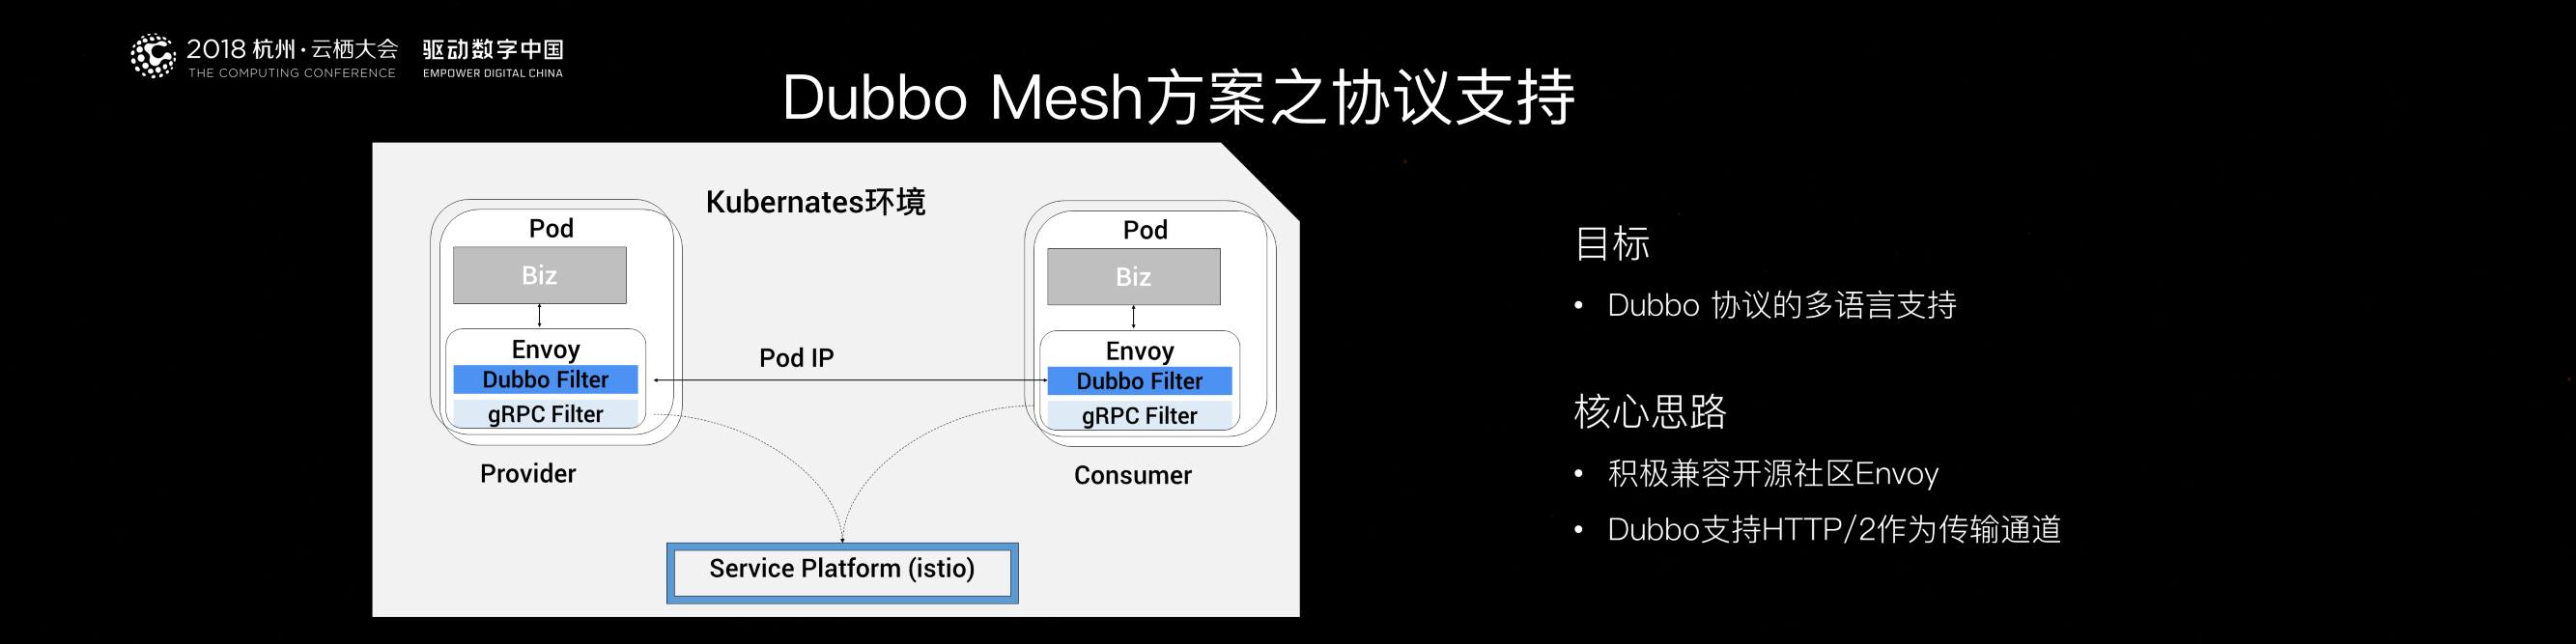 2018 杭州·云栖大会 驱动数字中国
THE COMPUTING CONFERENCE EMPOWER DIGITAL CHINA
Dubbo Mesh方案之协议支持
Kubernates环境
Pod
Biz
Envoy
Dubbo Filter
gRPC Filter
Provider
Pod IP
Pod
Biz
Envoy
Dubbo Filter
gRPC Filter
Consumer
Service Platform (istio)
目标
• Dubbo 协议的多语言支持
核心思路
• 积极兼容开源社区Envoy
• Dubbo支持HTTP/2作为传输通道